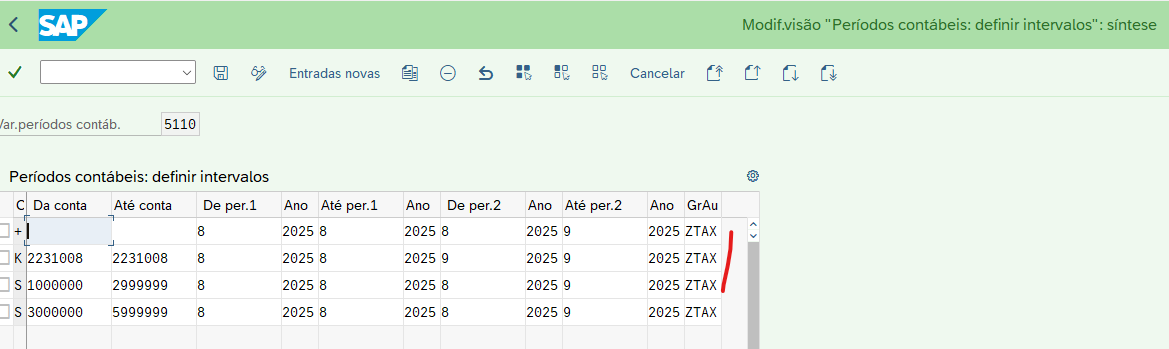 SAP
Modif.visão "Períodos contábeis: definir intervalos": síntese
Entradas novas Cancelar
Var.períodos contáb. 5110
Períodos contábeis: definir intervalos
C Da conta Até conta De per.1 Ano Até per.1 Ano De per.2 Ano Até per.2 Ano GrAu
+ 8 2025 8 2025 8 2025 9 2025 ZTAX
K 2231008 2231008 8 2025 8 2025 9 2025 9 2025 ZTAX
S 1000000 2999999 8 2025 8 2025 8 2025 9 2025 ZTAX
S 3000000 5999999 8 2025 8 2025 8 2025 9 2025 ZTAX